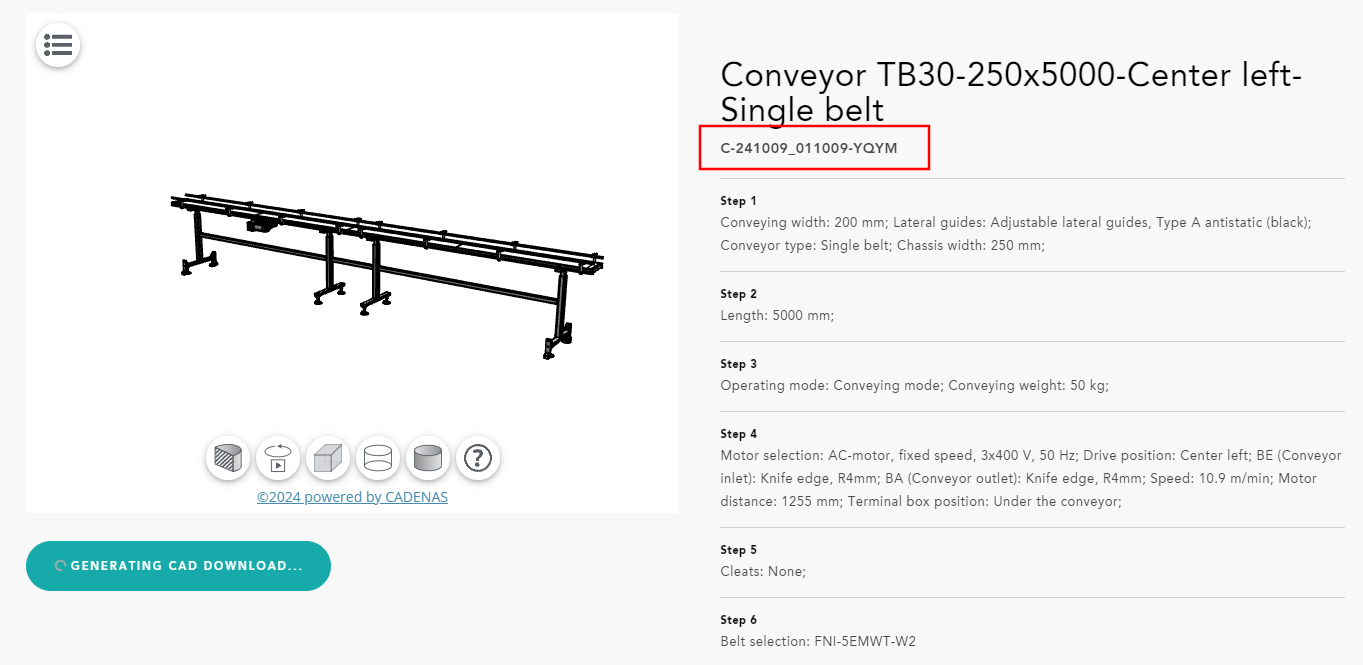 Conveyor TB30-250x5000-Center left-
Single belt
C-241009_011009-YQYM
Step 1
Conveying width: 200 mm; Lateral guides: Adjustable lateral guides, Type A antistatic (black);
Conveyor type: Single belt; Chassis width: 250 mm;
Step 2
Length: 5000 mm;
Step 3
Operating mode: Conveying mode; Conveying weight: 50 kg;
Step 4
Motor selection: AC-motor, fixed speed, 3x400 V, 50 Hz; Drive position: Center left; BE (Conveyor
inlet): Knife edge, R4mm; BA (Conveyor outlet): Knife edge, R4mm; Speed: 10.9 m/min; Motor
distance: 1255 mm; Terminal box position: Under the conveyor;
Step 5
Cleats: None;
Step 6
Belt selection: FNI-5EMWT-W2
?
©2024 powered by CADENAS
GENERATING CAD DOWNLOAD...